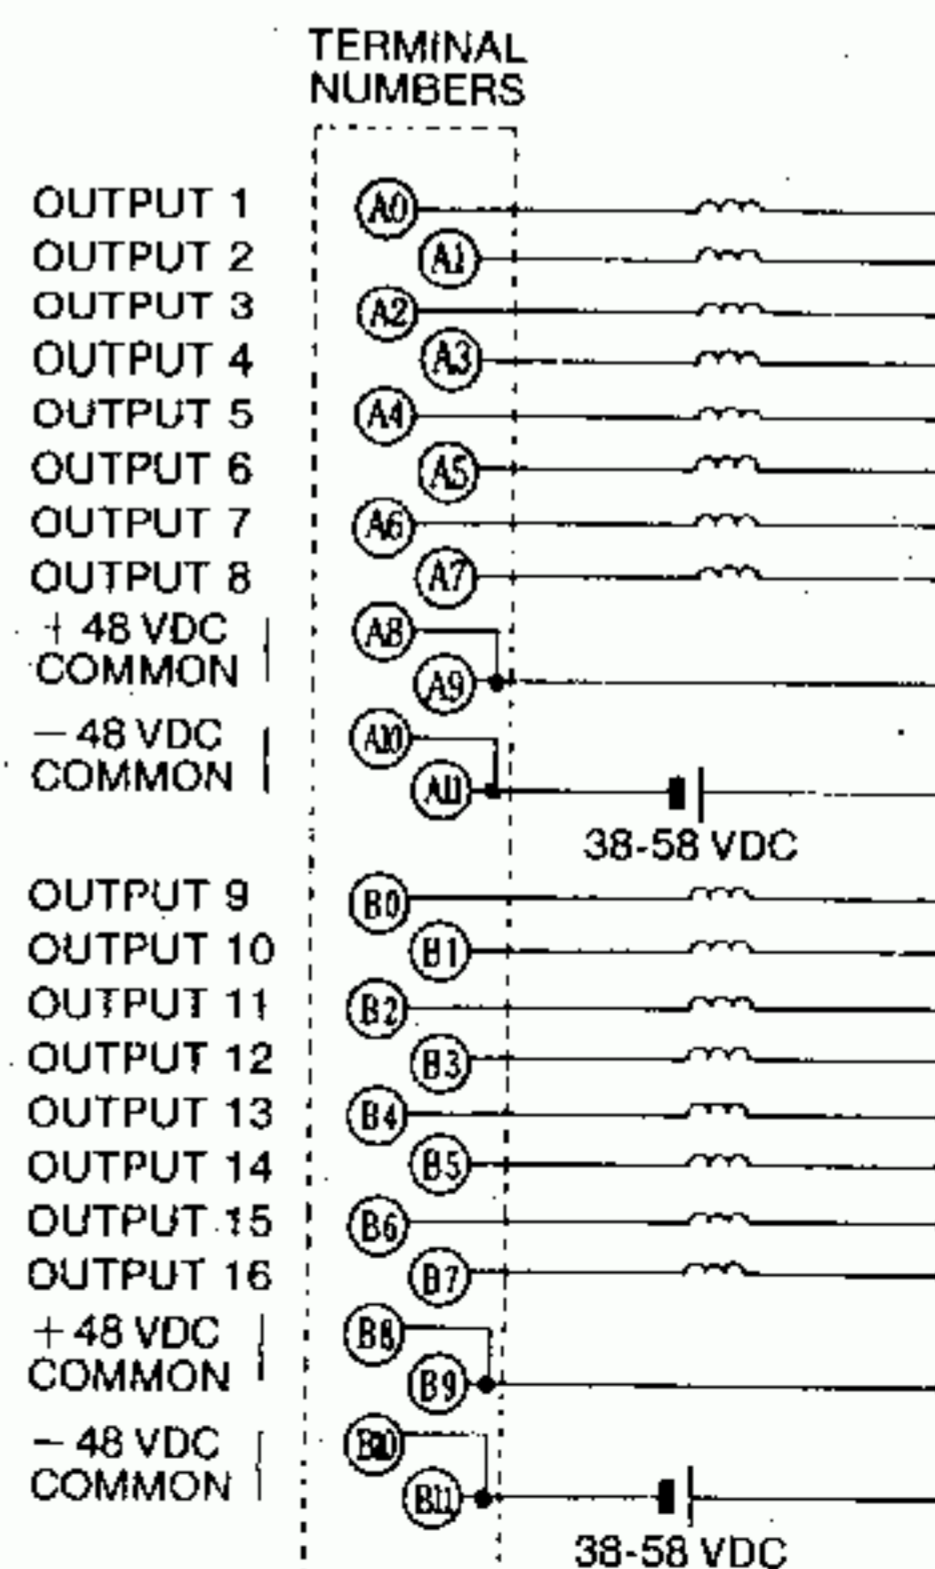 TERMINAL
NUMBERS
OUTPUT 1 A0
OUTPUT 2 A1
OUTPUT 3 A2
OUTPUT 4 A3
OUTPUT 5 A4
OUTPUT 6 A5
OUTPUT 7 A6
OUTPUT 8 A7
+ 48 VDC A8
COMMON A9
− 48 VDC A10
COMMON A11
38-58 VDC
OUTPUT 9 B0
OUTPUT 10 B1
OUTPUT 11 B2
OUTPUT 12 B3
OUTPUT 13 B4
OUTPUT 14 B5
OUTPUT 15 B6
OUTPUT 16 B7
+ 48 VDC B8
COMMON B9
− 48 VDC B10
COMMON B11
38-58 VDC